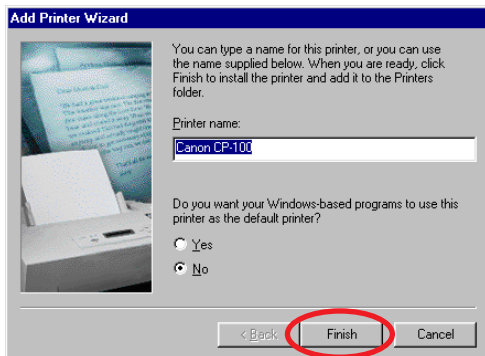 Add Printer Wizard
You can type a name for this printer, or you can use
the name supplied below. When you are ready, click
Finish to install the printer and add it to the Printers
folder.
Printer name:
Canon CP-100
Do you want your Windows-based programs to use this
printer as the default printer?
Yes
No
< Back
Finish
Cancel